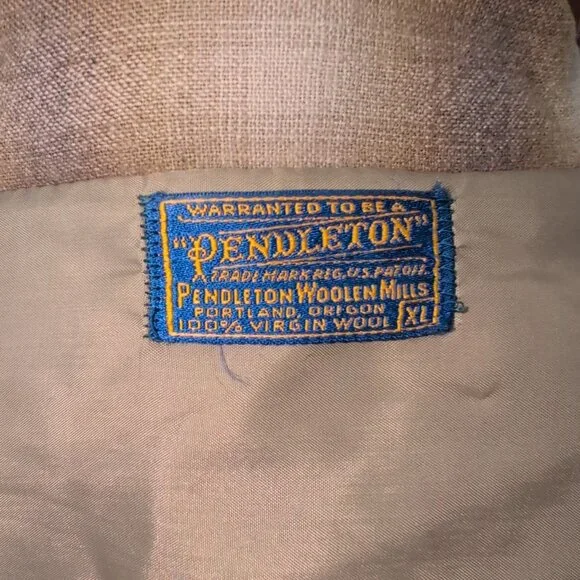 WARRANTED TO BE A
"PENDLETON"
TRADE MARK REG. U.S. PAT. OFF.
PENDLETON WOOLEN MILLS
PORTLAND, OREGON
100% VIRGIN WOOL XL